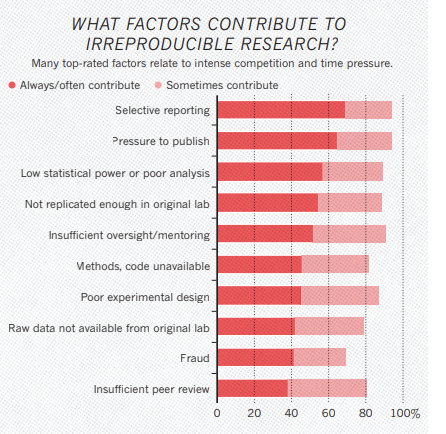 WHAT FACTORS CONTRIBUTE TO
IRREPRODUCIBLE RESEARCH?
Many top-rated factors relate to intense competition and time pressure.
Always/often contribute Sometimes contribute
Selective reporting
Pressure to publish
Low statistical power or poor analysis
Not replicated enough in original lab
Insufficient oversight/mentoring
Methods, code unavailable
Poor experimental design
Raw data not available from original lab
Fraud
Insufficient peer review
0 20 40 60 80 100%